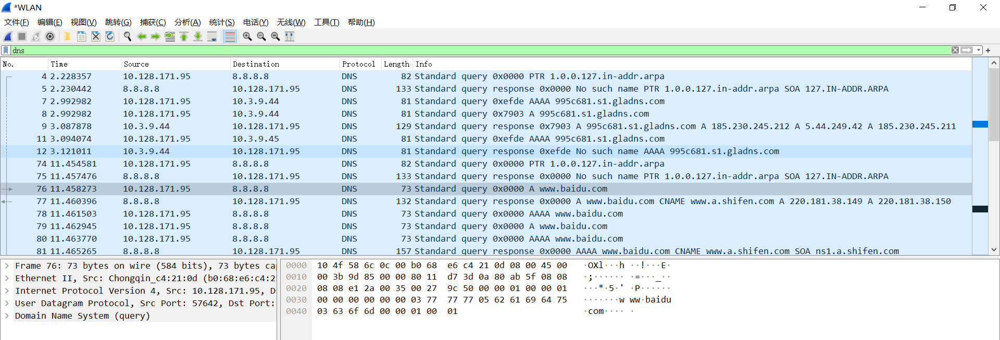 *WLAN
文件(F) 编辑(E) 视图(V) 跳转(G) 捕获(C) 分析(A) 统计(S) 电话(Y) 无线(W) 工具(T) 帮助(H)
dns
No. Time Source Destination Protocol Length Info
4 2.228357 10.128.171.95 8.8.8.8 DNS 82 Standard query 0x0000 PTR 1.0.0.127.in-addr.arpa
5 2.230442 8.8.8.8 10.128.171.95 DNS 133 Standard query response 0x0000 No such name PTR 1.0.0.127.in-addr.arpa SOA 127.IN-ADDR.ARPA
7 2.992982 10.128.171.95 10.3.9.44 DNS 81 Standard query 0xefde AAAA 995c681.s1.gladns.com
8 2.992982 10.128.171.95 10.3.9.44 DNS 81 Standard query 0x7903 A 995c681.s1.gladns.com
9 3.087878 10.3.9.44 10.128.171.95 DNS 129 Standard query response 0x7903 A 995c681.s1.gladns.com A 185.230.245.212 A 5.44.249.42 A 185.230.245.211
11 3.094074 10.128.171.95 10.3.9.45 DNS 81 Standard query 0xefde AAAA 995c681.s1.gladns.com
12 3.121011 10.3.9.44 10.128.171.95 DNS 81 Standard query response 0xefde No such name AAAA 995c681.s1.gladns.com
74 11.454581 10.128.171.95 8.8.8.8 DNS 82 Standard query 0x0000 PTR 1.0.0.127.in-addr.arpa
75 11.457476 8.8.8.8 10.128.171.95 DNS 133 Standard query response 0x0000 No such name PTR 1.0.0.127.in-addr.arpa SOA 127.IN-ADDR.ARPA
76 11.458273 10.128.171.95 8.8.8.8 DNS 73 Standard query 0x0000 A www.baidu.com
77 11.460396 8.8.8.8 10.128.171.95 DNS 132 Standard query response 0x0000 A www.baidu.com CNAME www.a.shifen.com A 220.181.38.149 A 220.181.38.150
78 11.461503 10.128.171.95 8.8.8.8 DNS 73 Standard query 0x0000 AAAA www.baidu.com
79 11.462945 10.128.171.95 8.8.8.8 DNS 73 Standard query 0x0000 A www.baidu.com
80 11.463770 10.128.171.95 8.8.8.8 DNS 73 Standard query 0x0000 AAAA www.baidu.com
81 11.465265 8.8.8.8 10.128.171.95 DNS 157 Standard query response 0x0000 AAAA www.baidu.com CNAME www.a.shifen.com SOA ns1.a.shifen.com
Frame 76: 73 bytes on wire (584 bits), 73 bytes cap
Ethernet II, Src: Chongqin_c4:21:0d (b0:68:e6:c4:2
Internet Protocol Version 4, Src: 10.128.171.95, D
User Datagram Protocol, Src Port: 57642, Dst Port:
Domain Name System (query)
0000 10 4f 58 6c 0c 00 b0 68 e6 c4 21 0d 08 00 45 00 ·OXl···h ··!···E·
0010 00 3b 9d 85 00 00 80 11 d7 3d 0a 80 ab 5f 08 08 ·;······ ·=···_··
0020 08 08 e1 2a 00 35 00 27 9c 50 00 00 01 00 00 01 ···*·5·' ·P······
0030 00 00 00 00 00 00 03 77 77 77 05 62 61 69 64 75 ·······w ww·baidu
0040 03 63 6f 6d 00 00 01 00 01 ·com···· ·